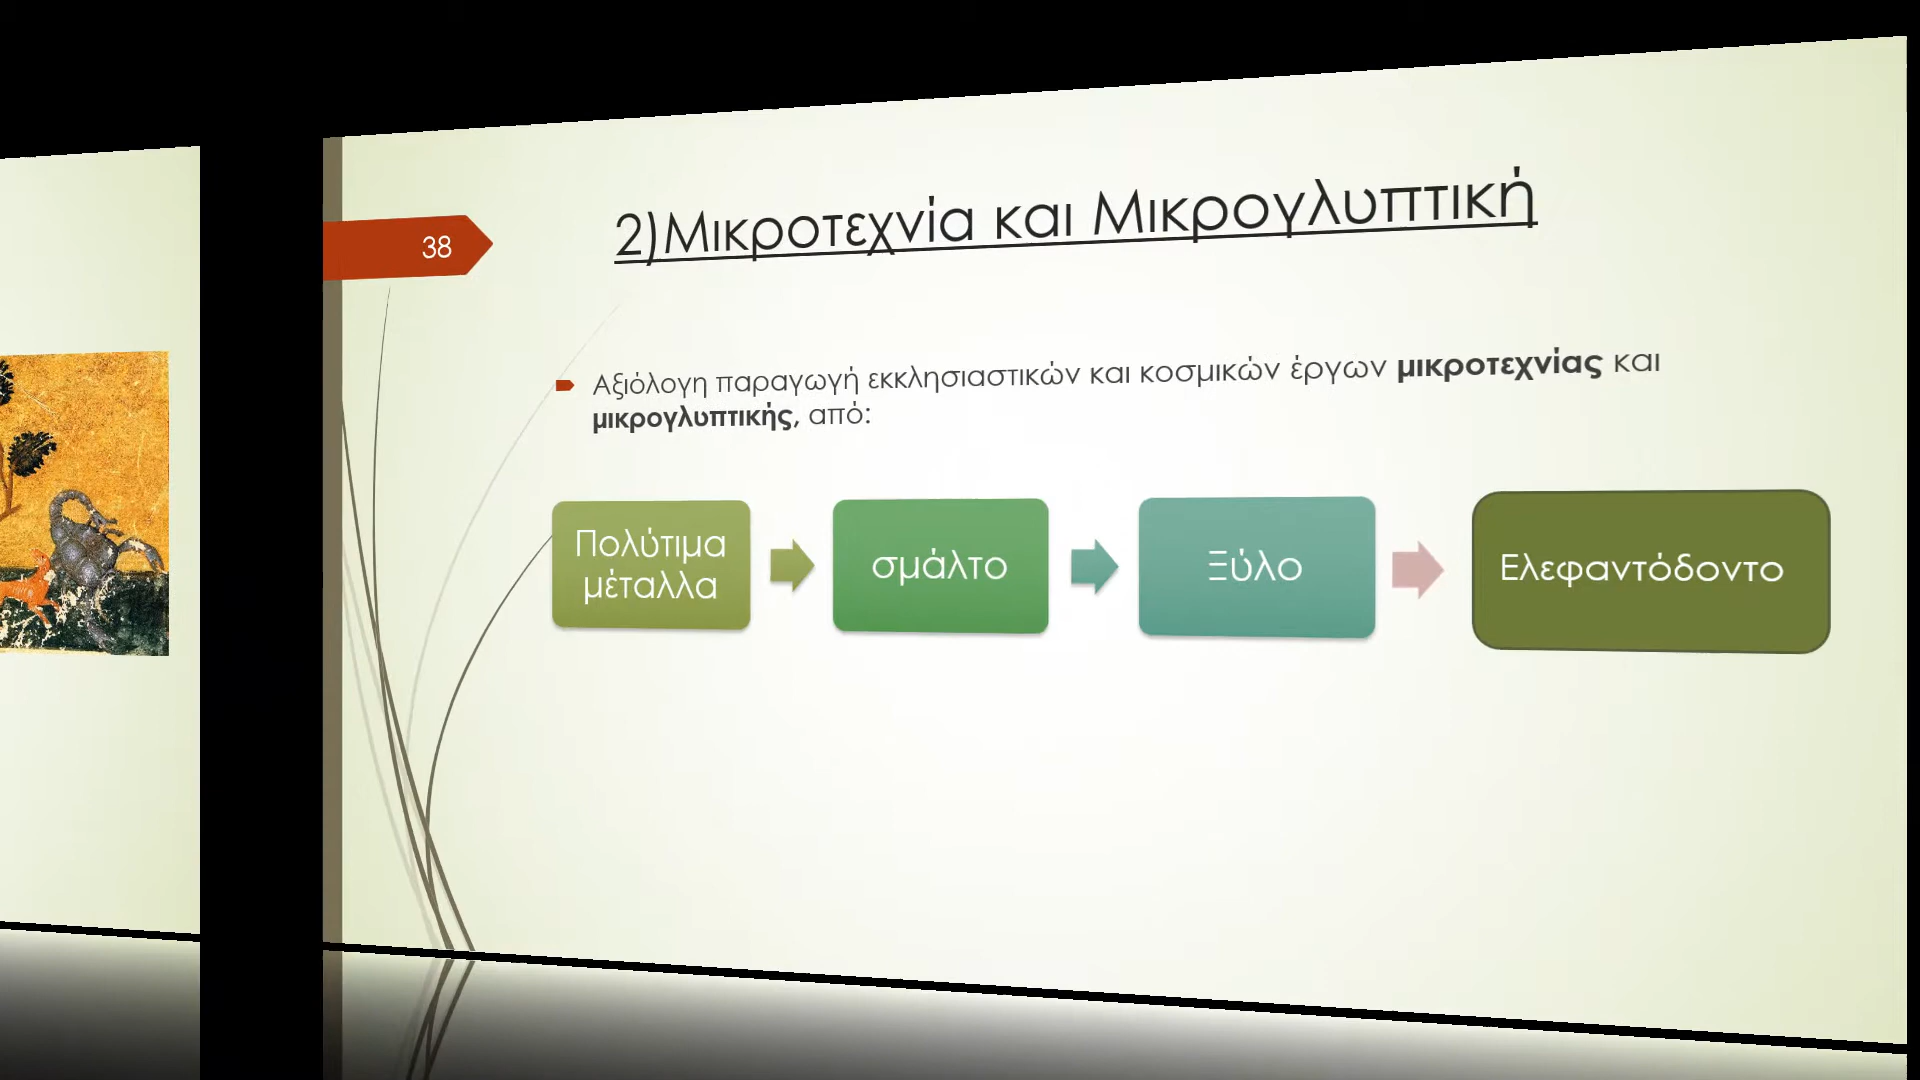 38
2)Μικροτεχνία και Μικρογλυπτική
Αξιόλογη παραγωγή εκκλησιαστικών και κοσμικών έργων μικροτεχνίας και
μικρογλυπτικής, από:
Πολύτιμα
μέταλλα
σμάλτο
Ξύλο
Ελεφαντόδοντο